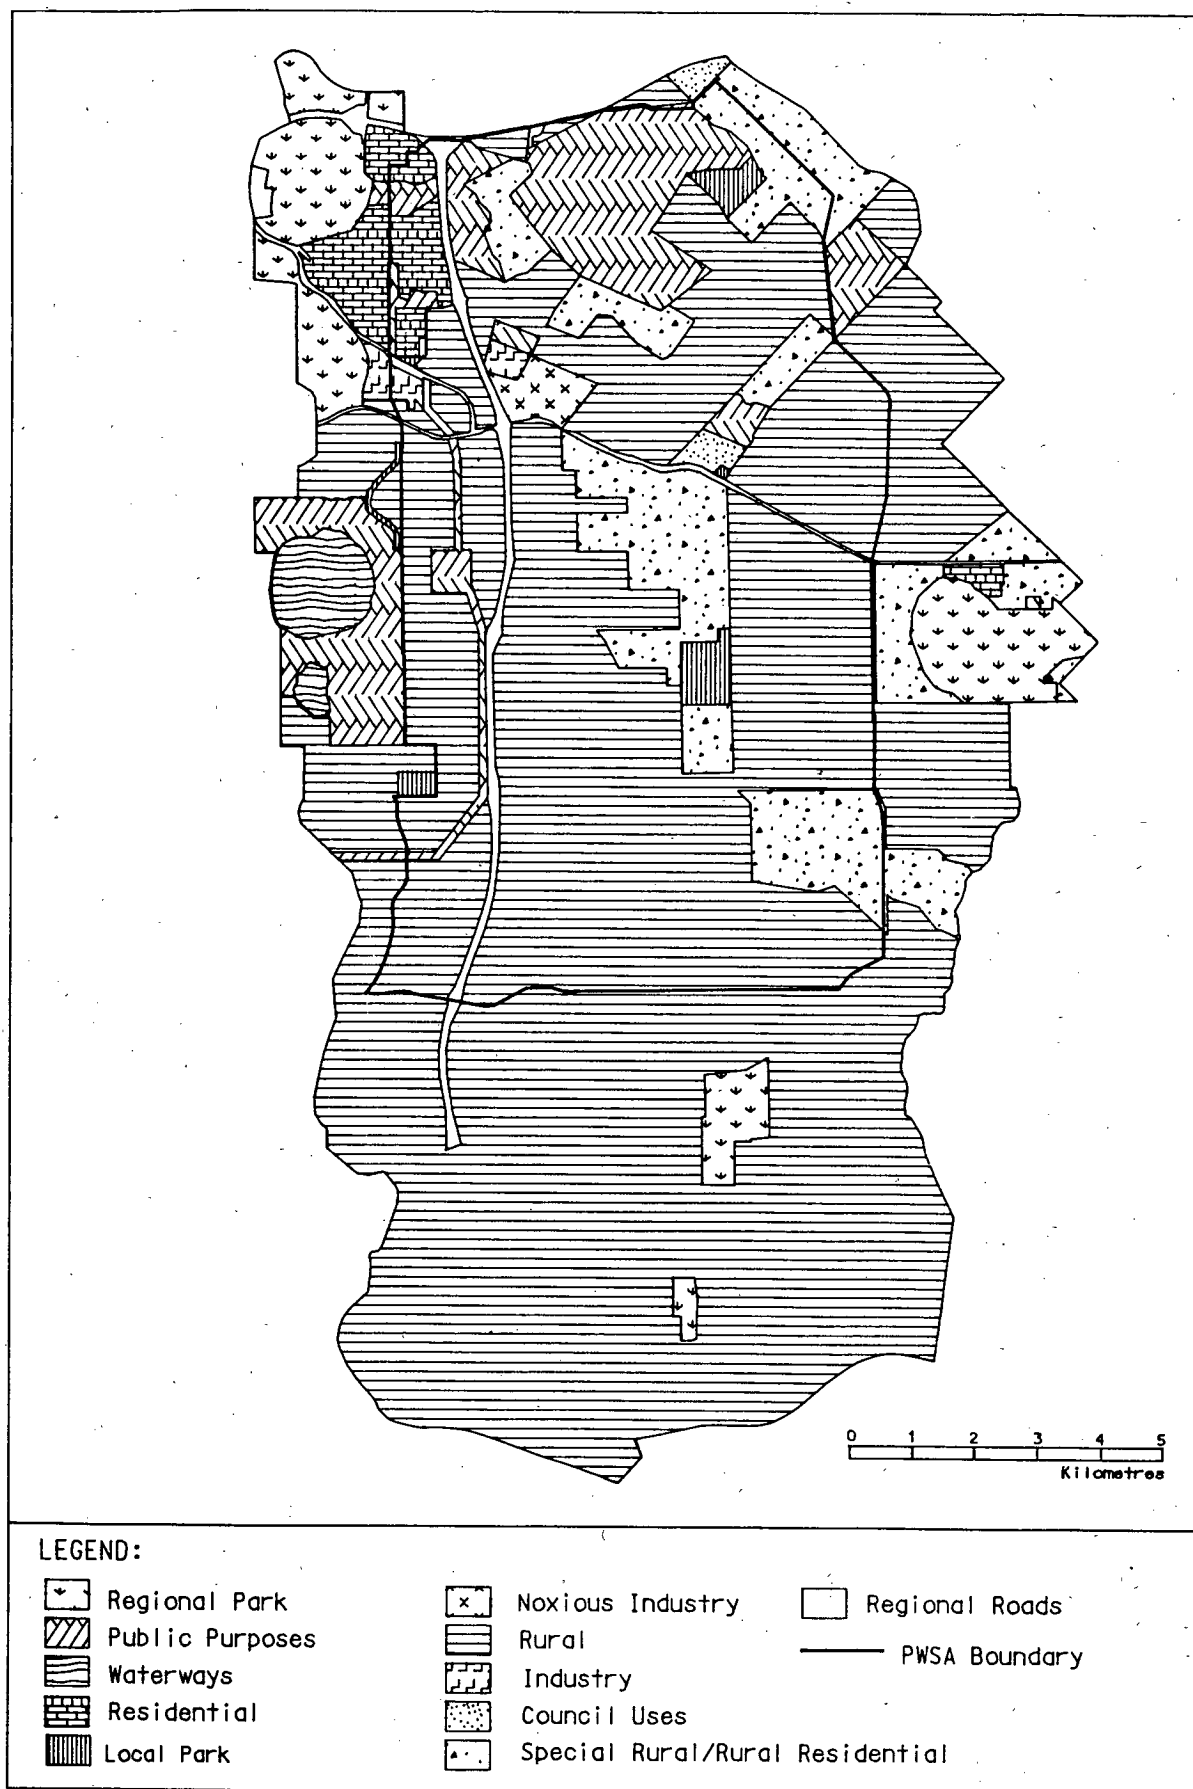 0 1 2 3 4 5
Kilometres
LEGEND:
Regional Park
Public Purposes
Waterways
Residential
Local Park
Noxious Industry
Rural
Industry
Council Uses
Special Rural/Rural Residential
Regional Roads
PWSA Boundary